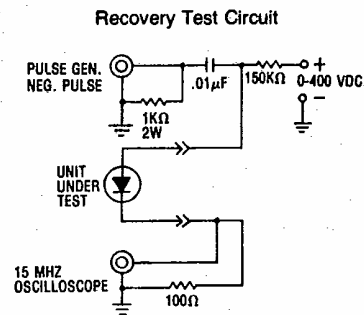 Recovery Test Circuit
PULSE GEN.
NEG. PULSE
.01μF
150KΩ
+
0-400 VDC
−
1KΩ
2W
UNIT
UNDER
TEST
15 MHZ
OSCILLOSCOPE
100Ω